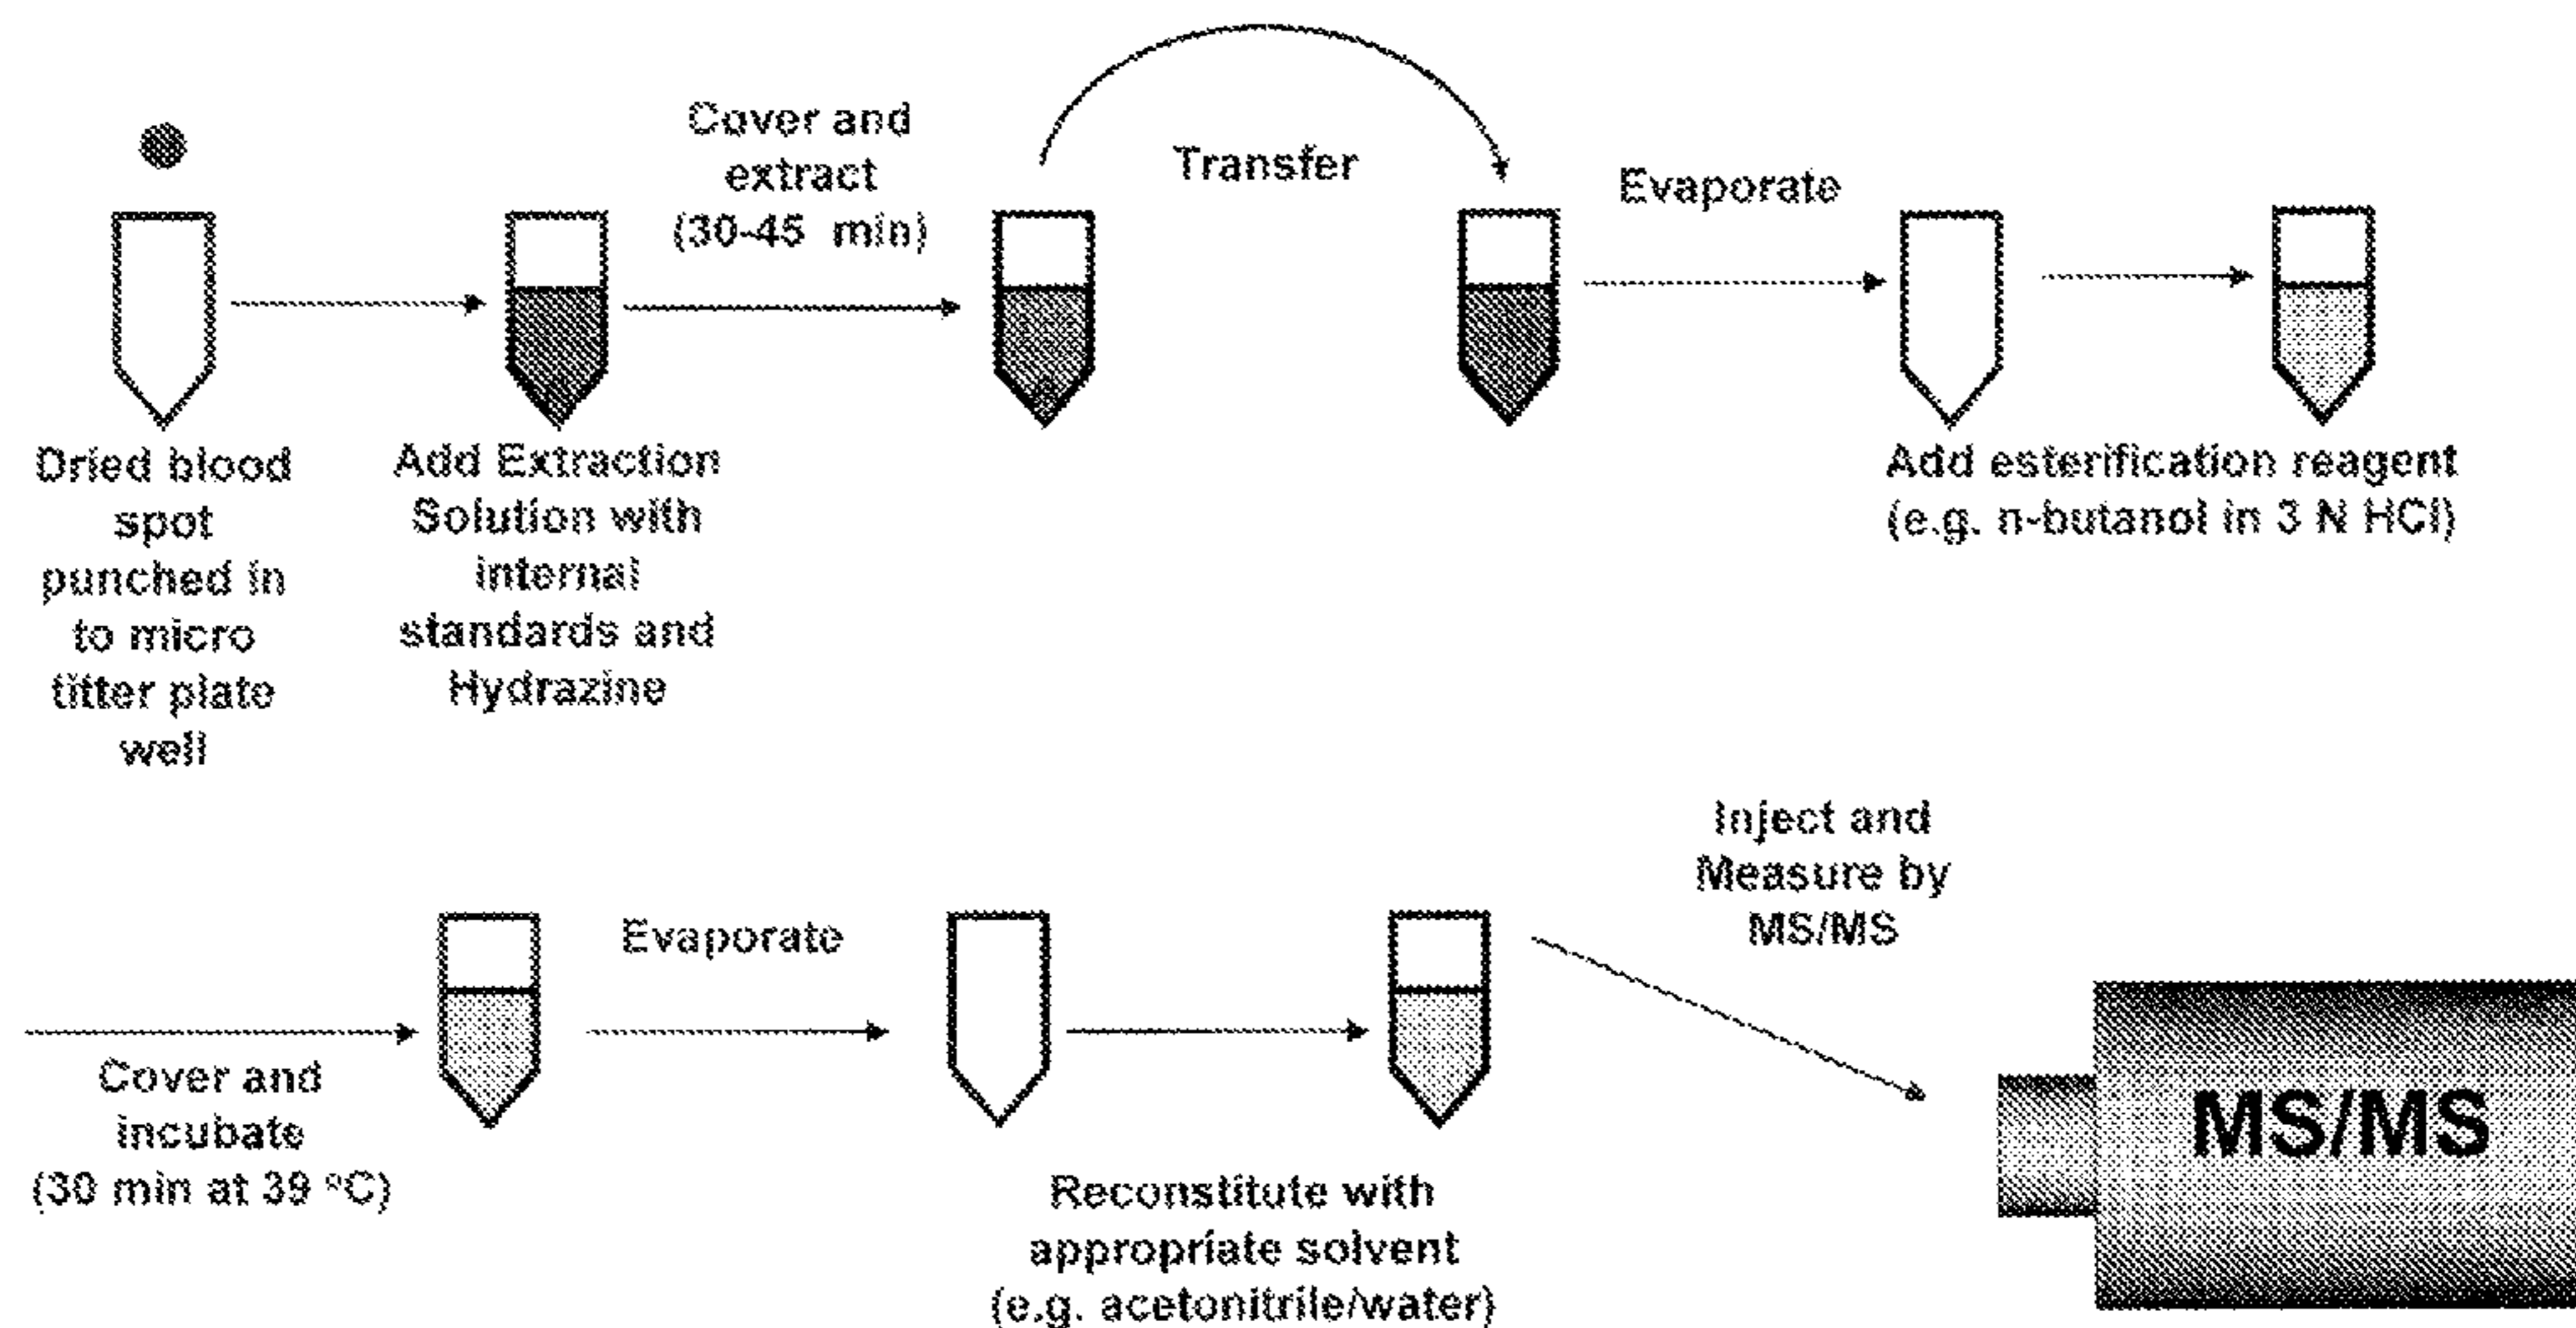 Cover and
extract
(30-45 min)
Transfer
Evaporate
Dried blood
spot
punched in
to micro
titter plate
well
Add Extraction
Solution with
internal
standards and
Hydrazine
Add esterification reagent
(e.g. n-butanol in 3 N HCl)
Cover and
incubate
(30 min at 39 ºC)
Evaporate
Reconstitute with
appropriate solvent
(e.g. acetonitrile/water)
Inject and
Measure by
MS/MS
MS/MS